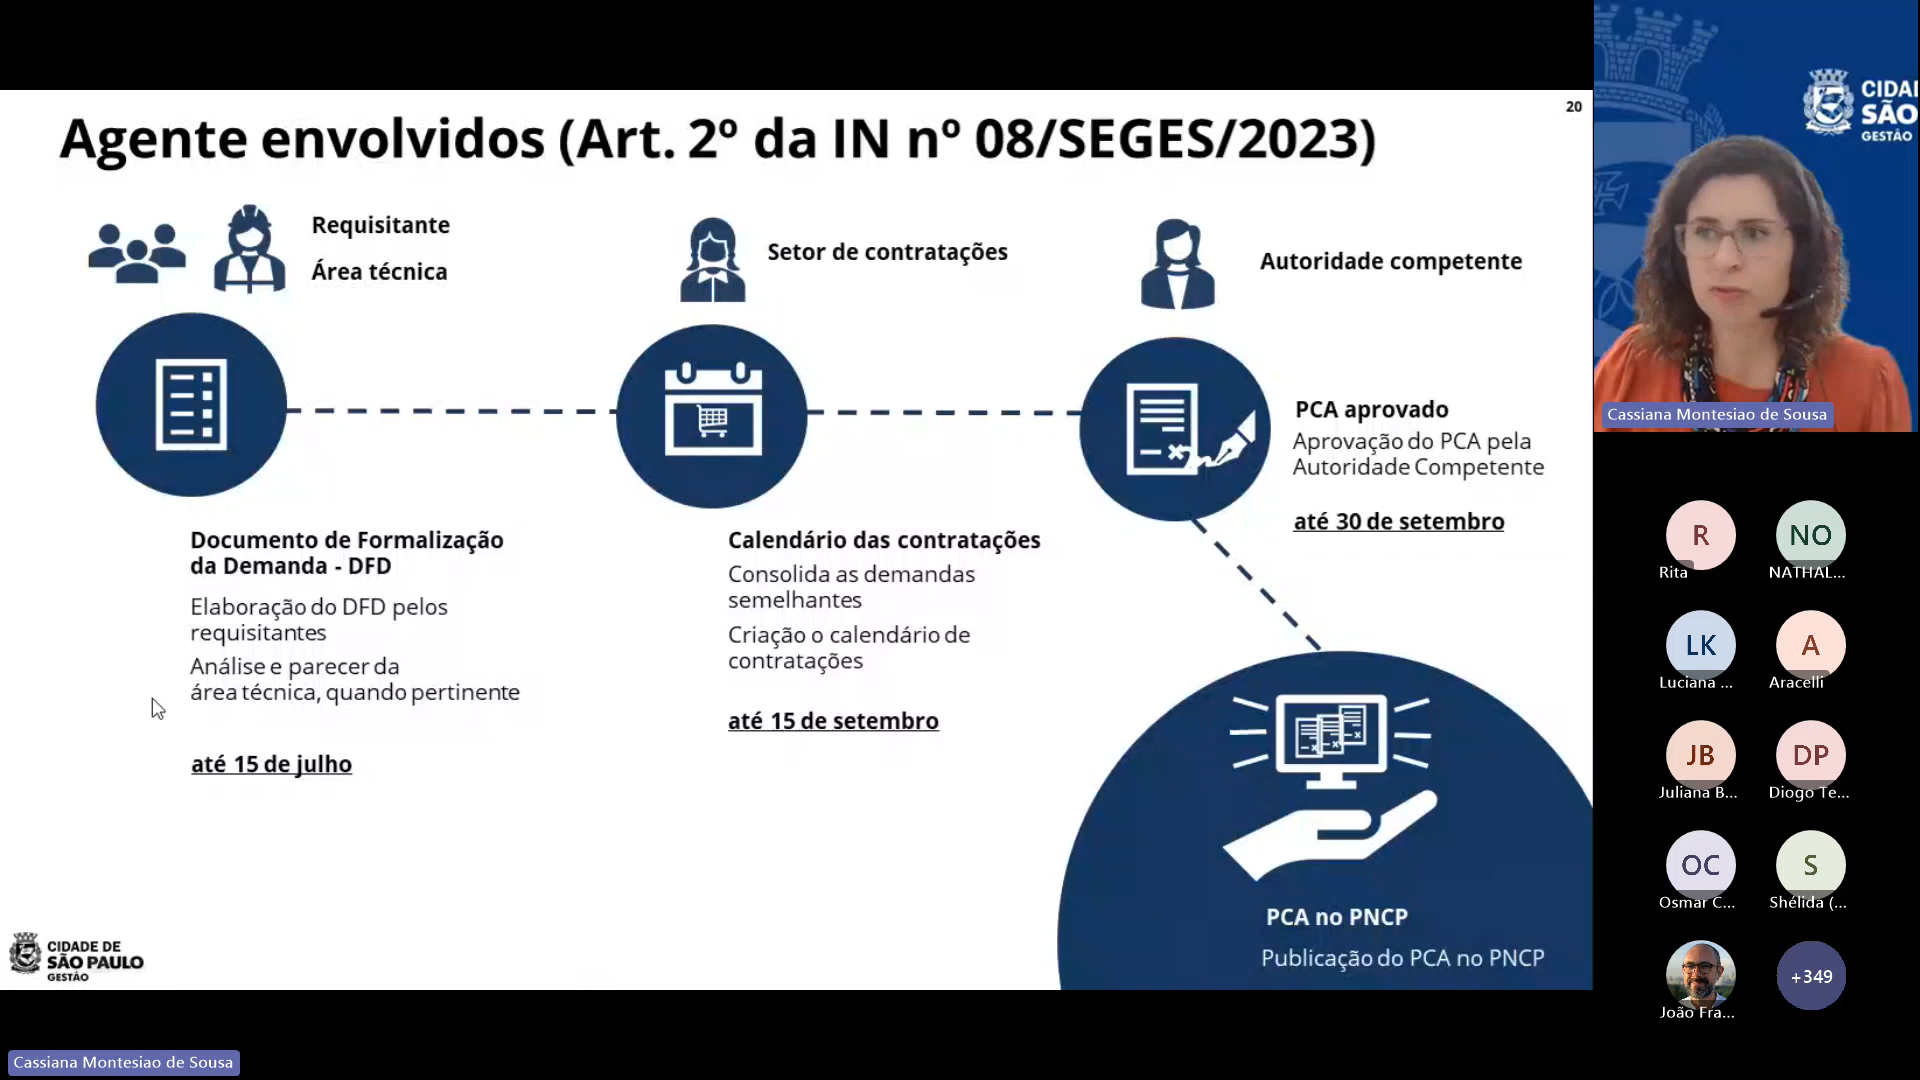 20
Agente envolvidos (Art. 2º da IN nº 08/SEGES/2023)
Requisitante
Área técnica
Setor de contratações
Autoridade competente
Documento de Formalização
da Demanda - DFD
Elaboração do DFD pelos
requisitantes
Análise e parecer da
área técnica, quando pertinente
até 15 de julho
Calendário das contratações
Consolida as demandas
semelhantes
Criação o calendário de
contratações
até 15 de setembro
PCA aprovado
Aprovação do PCA pela
Autoridade Competente
até 30 de setembro
PCA no PNCP
Publicação do PCA no PNCP
CIDADE DE
SÃO PAULO
GESTÃO
Cassiana Montesiao de Sousa
CIDA
SÃO
GESTÃO
Cassiana Montesiao de Sousa
R
Rita
NO
NATHAL...
LK
Luciana ...
A
Aracelli
JB
Juliana B...
DP
Diogo Te...
OC
Osmar C...
S
Shélida (...
João Fra...
+349